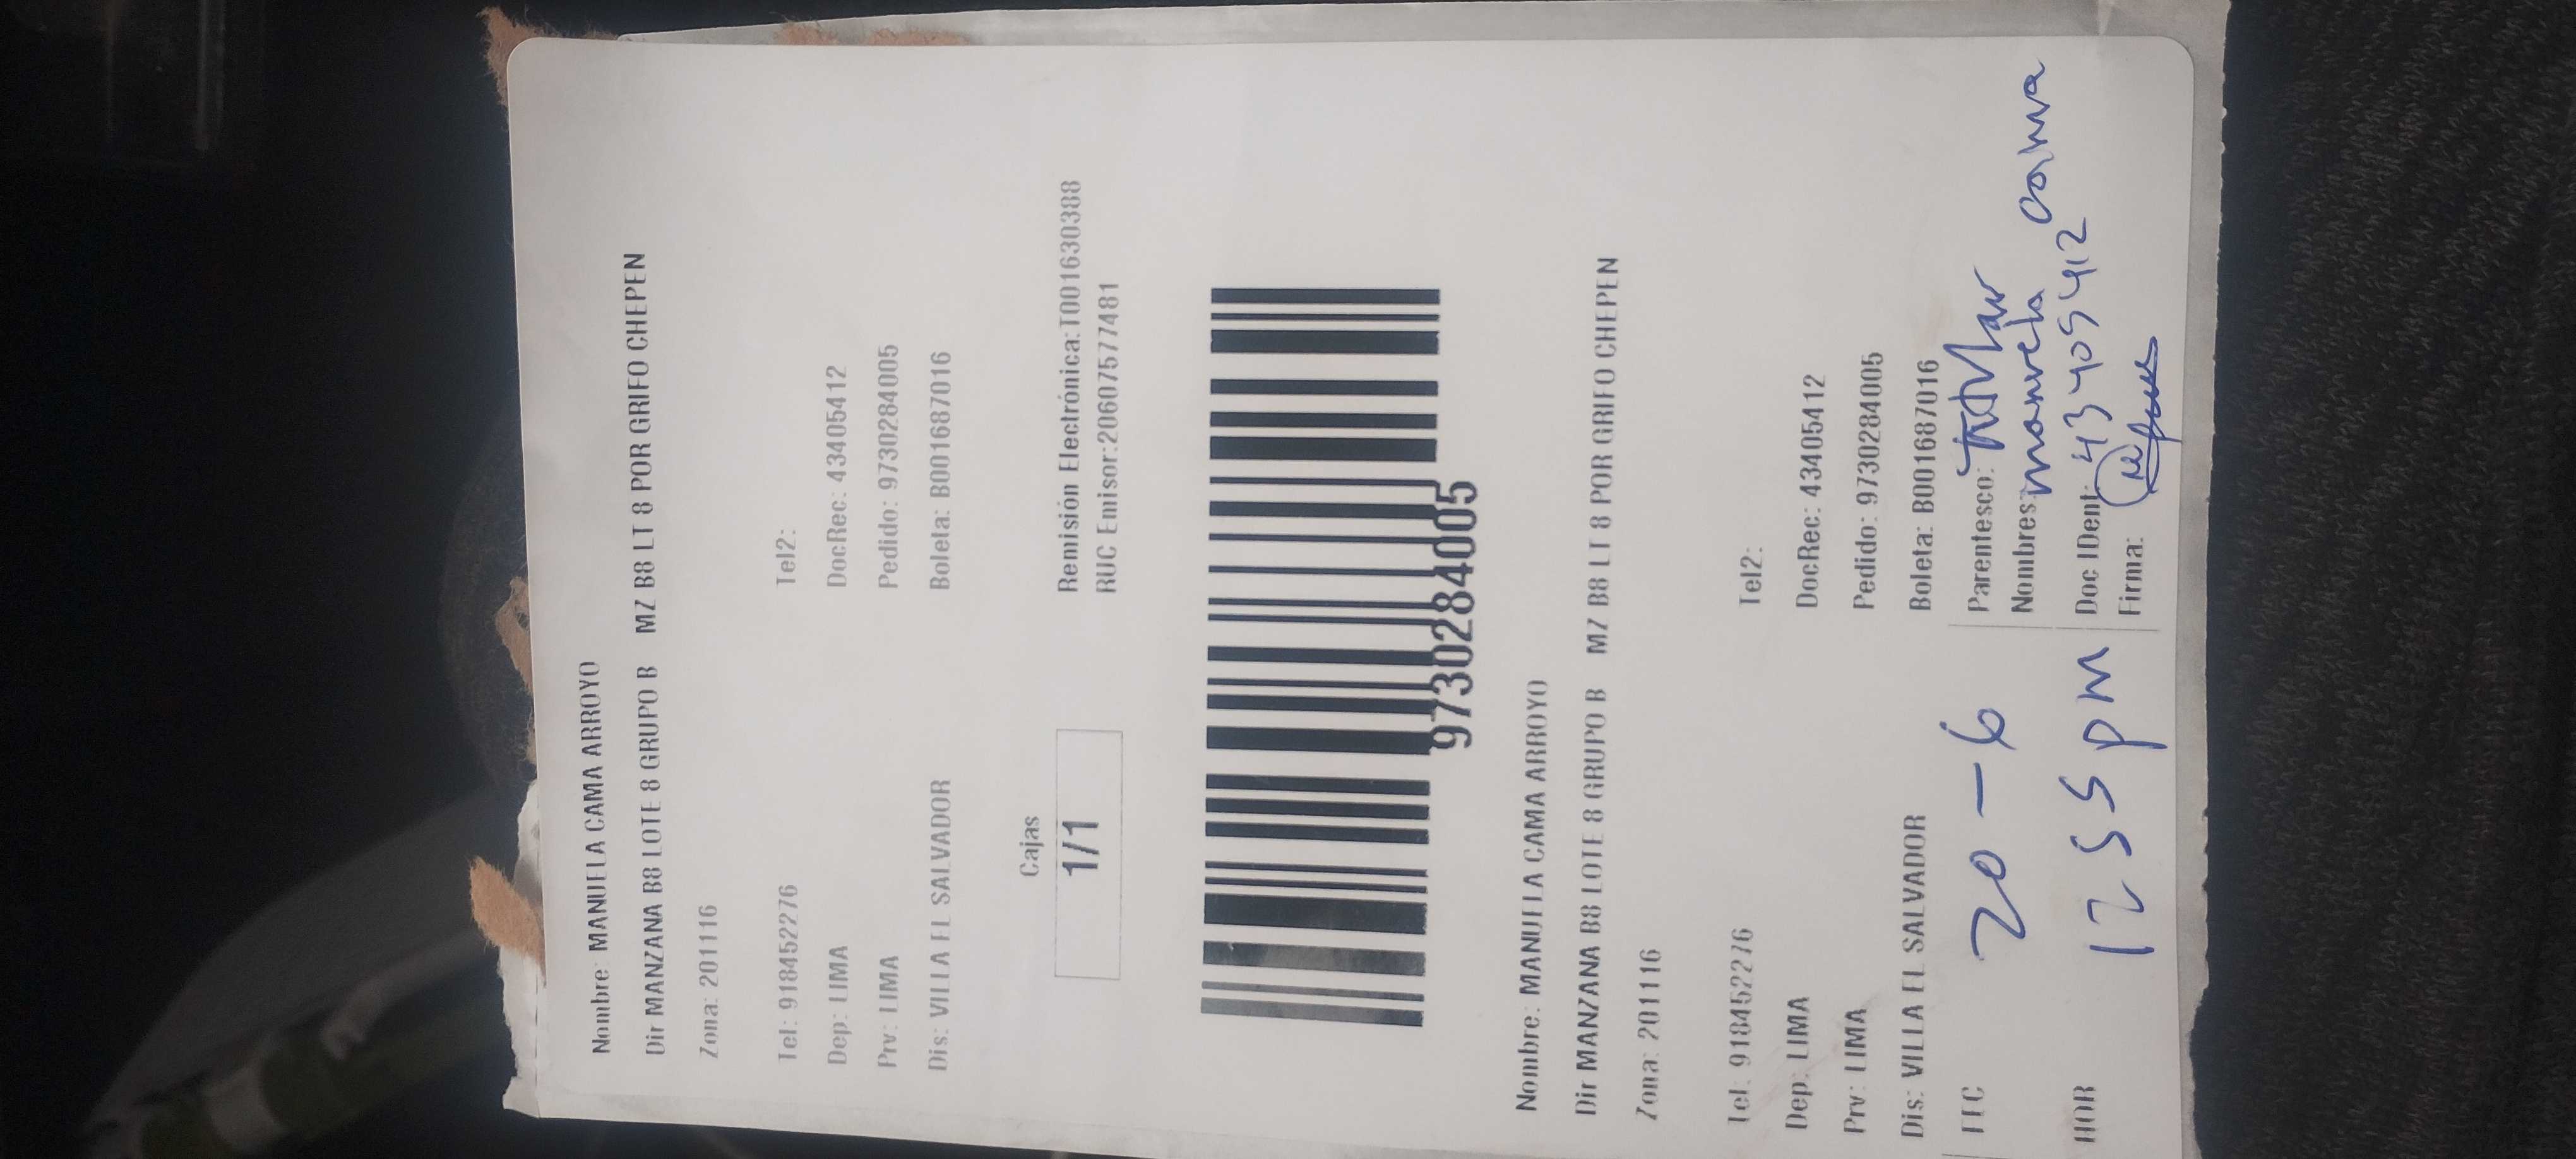 Nombre: MANUELA CAMA ARROYO
Dir MANZANA B8 LOTE 8 GRUPO B MZ B8 LT 8 POR GRIFO CHEPEN
Zona: 201116
Tel: 918452276 Tel2:
Dep: LIMA DocRec: 43405412
Prv: LIMA Pedido: 9730284005
Dis: VILLA EL SALVADOR Boleta: B001687016
Cajas
1/1
Remisión Electrónica:T001630388
RUC Emisor:20607577481
9730284005
Nombre: MANUELA CAMA ARROYO
Dir MANZANA B8 LOTE 8 GRUPO B MZ B8 LT 8 POR GRIFO CHEPEN
Zona: 201116
Tel: 918452276 Tel2:
Dep: LIMA DocRec: 43405412
Prv: LIMA Pedido: 9730284005
Dis: VILLA EL SALVADOR Boleta: B001687016
FEC 20-6 Parentesco: titular
Nombres: manuela cama
HOR 1255 pm Doc IDent: 43405412
Firma: